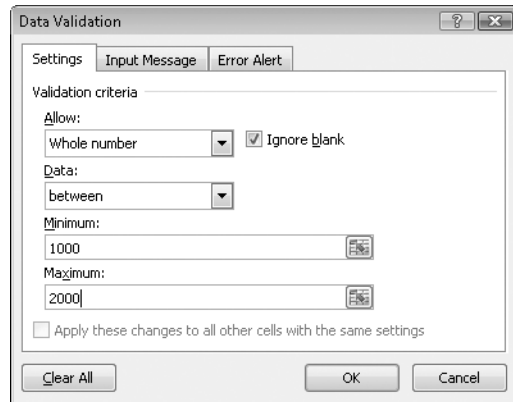 Data Validation
Settings Input Message Error Alert
Validation criteria
Allow:
Whole number Ignore blank
Data:
between
Minimum:
1000
Maximum:
2000
Apply these changes to all other cells with the same settings
Clear All OK Cancel